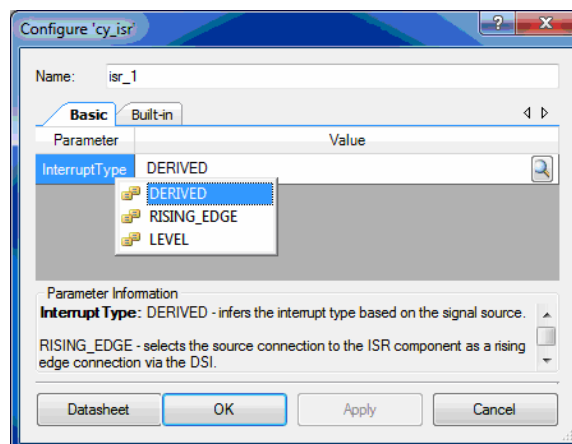 Configure 'cy_isr'
Name: isr_1
Basic Built-in
Parameter Value
InterruptType DERIVED
DERIVED
RISING_EDGE
LEVEL
Parameter Information
Interrupt Type: DERIVED - infers the interrupt type based on the signal source.
RISING_EDGE - selects the source connection to the ISR component as a rising
edge connection via the DSI.
Datasheet OK Apply Cancel